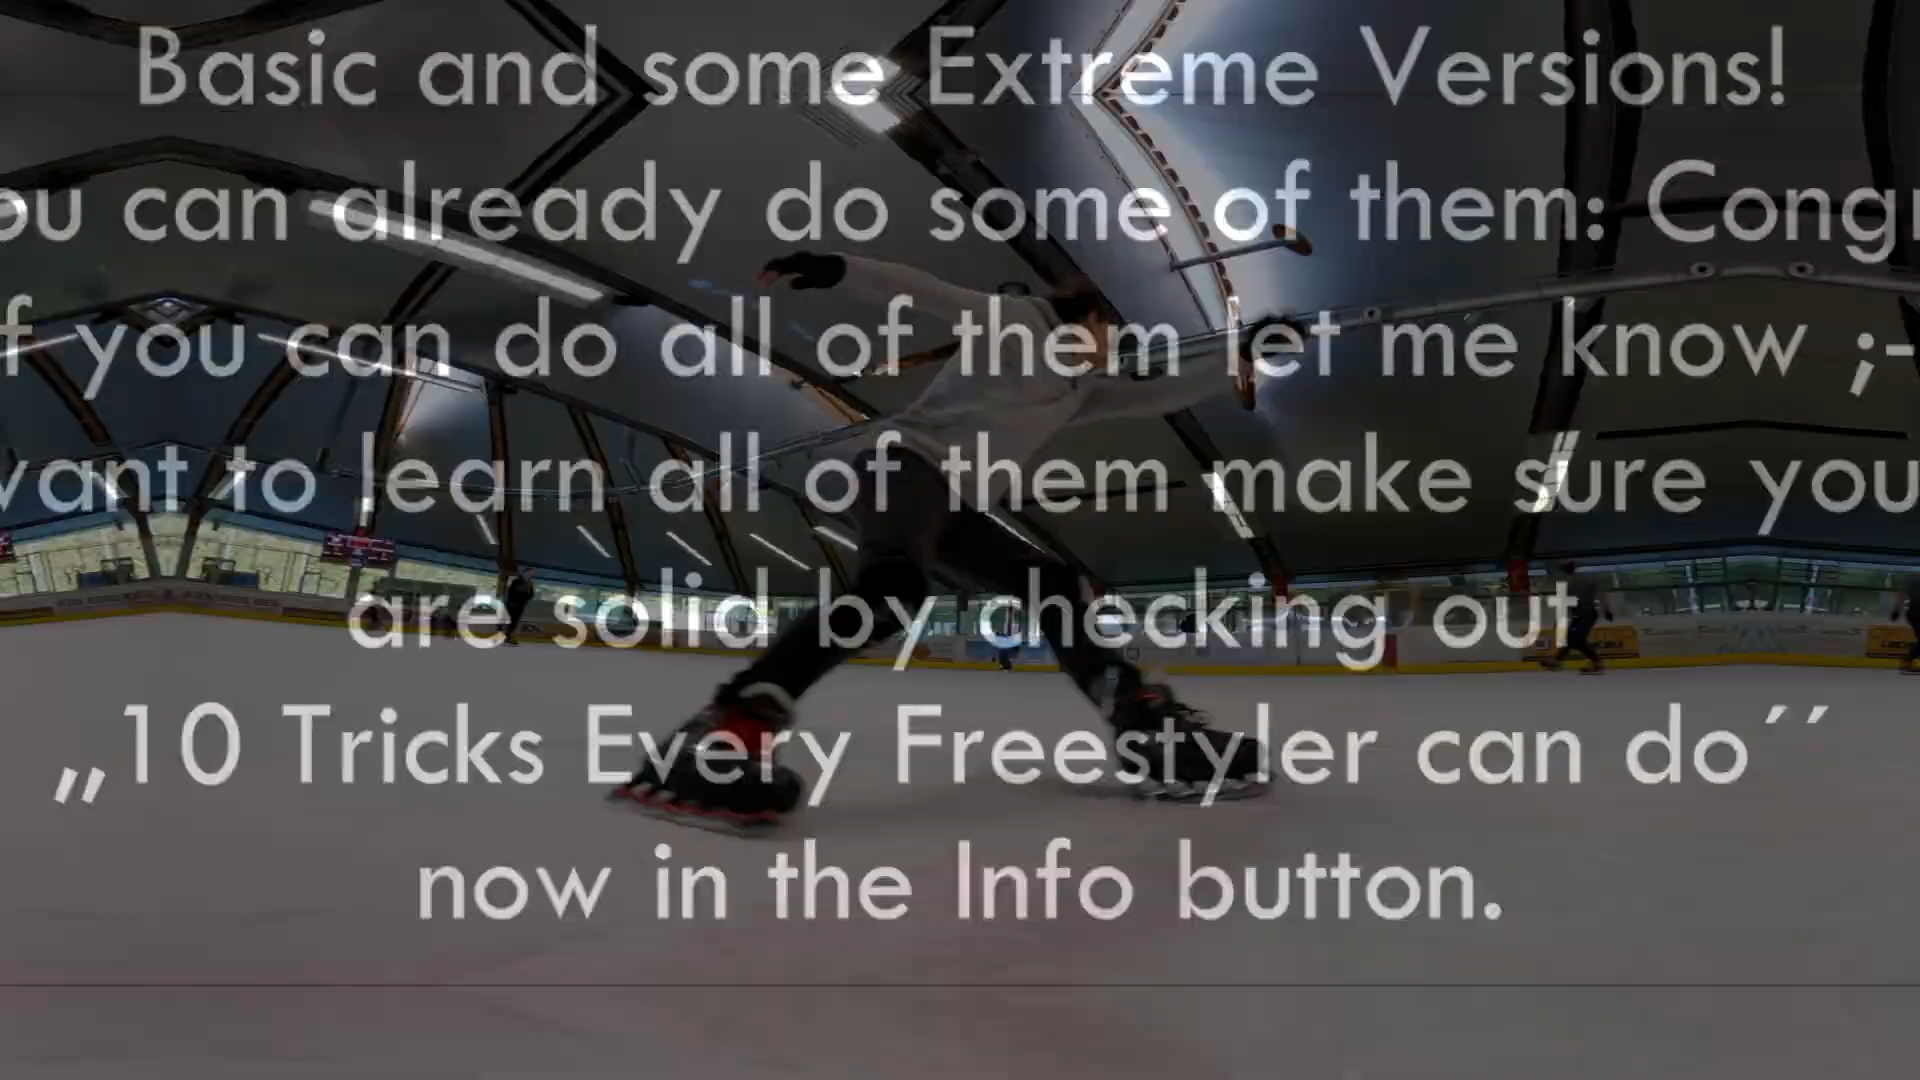 Basic and some Extreme Versions!
ou can already do some of them: Congr
f you can do all of them let me know ;-
want to learn all of them make sure you
are solid by checking out
„10 Tricks Every Freestyler can do´´
now in the Info button.